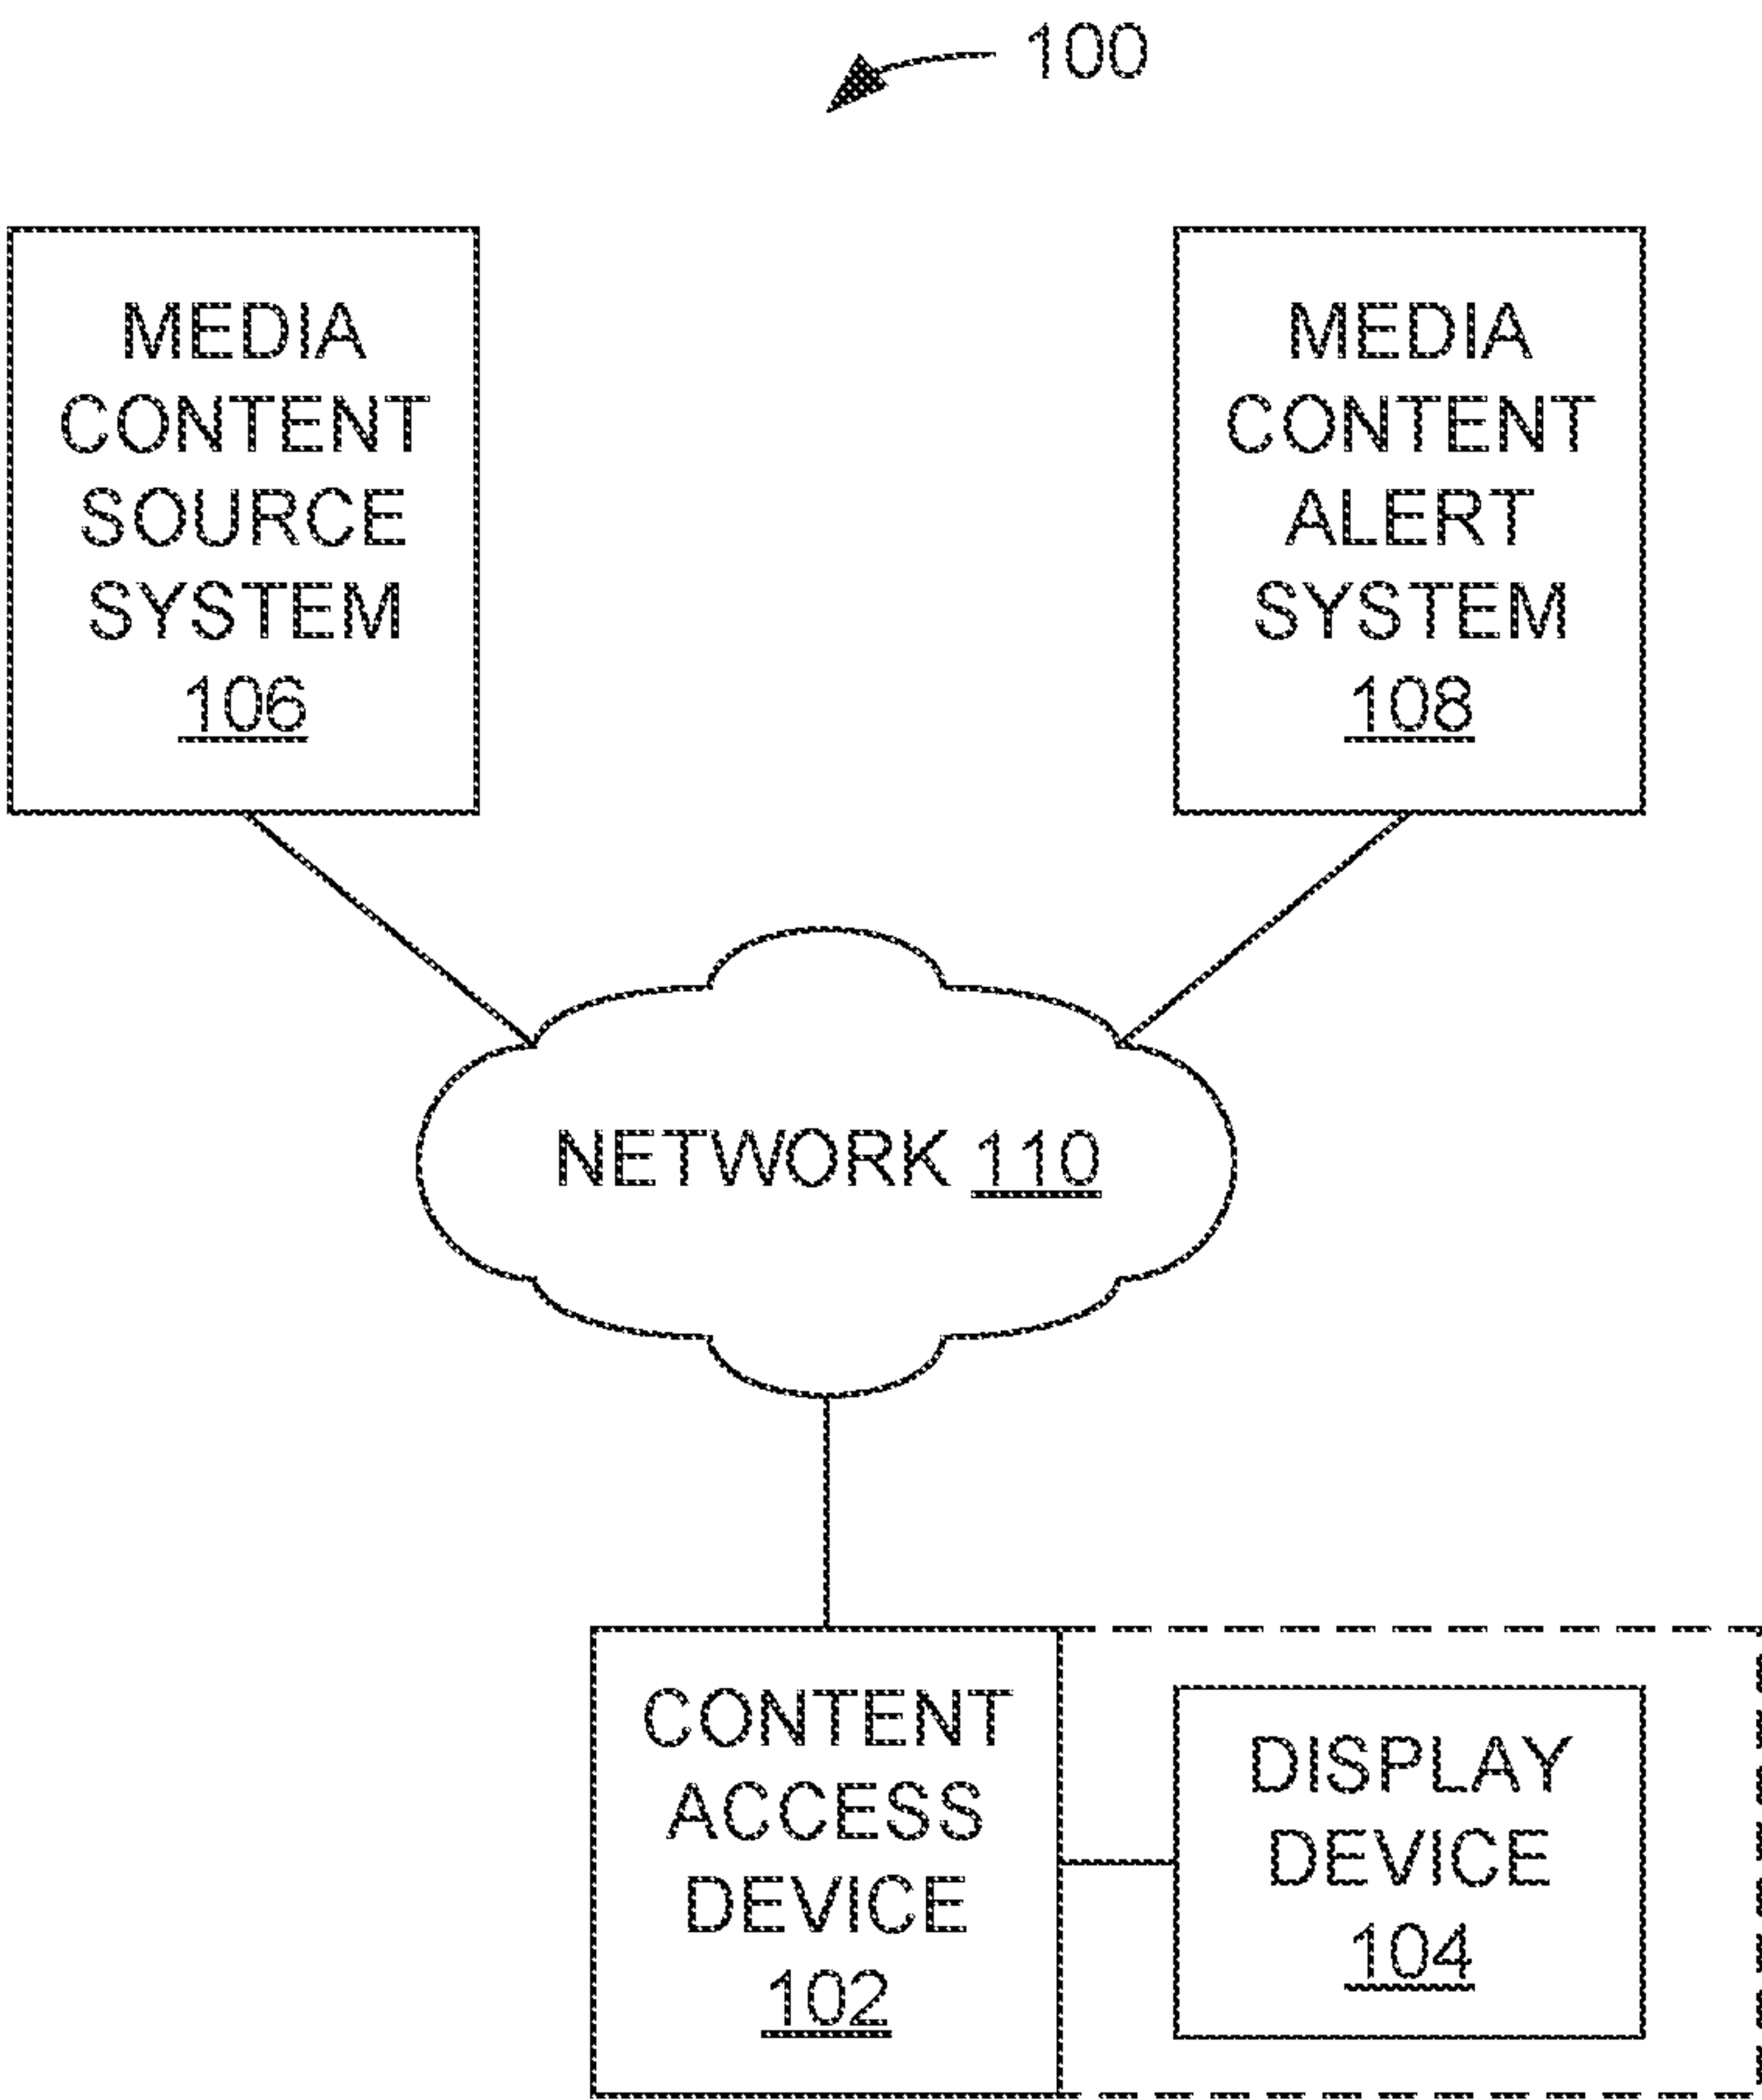 100
MEDIA
CONTENT
SOURCE
SYSTEM
106
MEDIA
CONTENT
ALERT
SYSTEM
108
NETWORK 110
CONTENT
ACCESS
DEVICE
102
DISPLAY
DEVICE
104